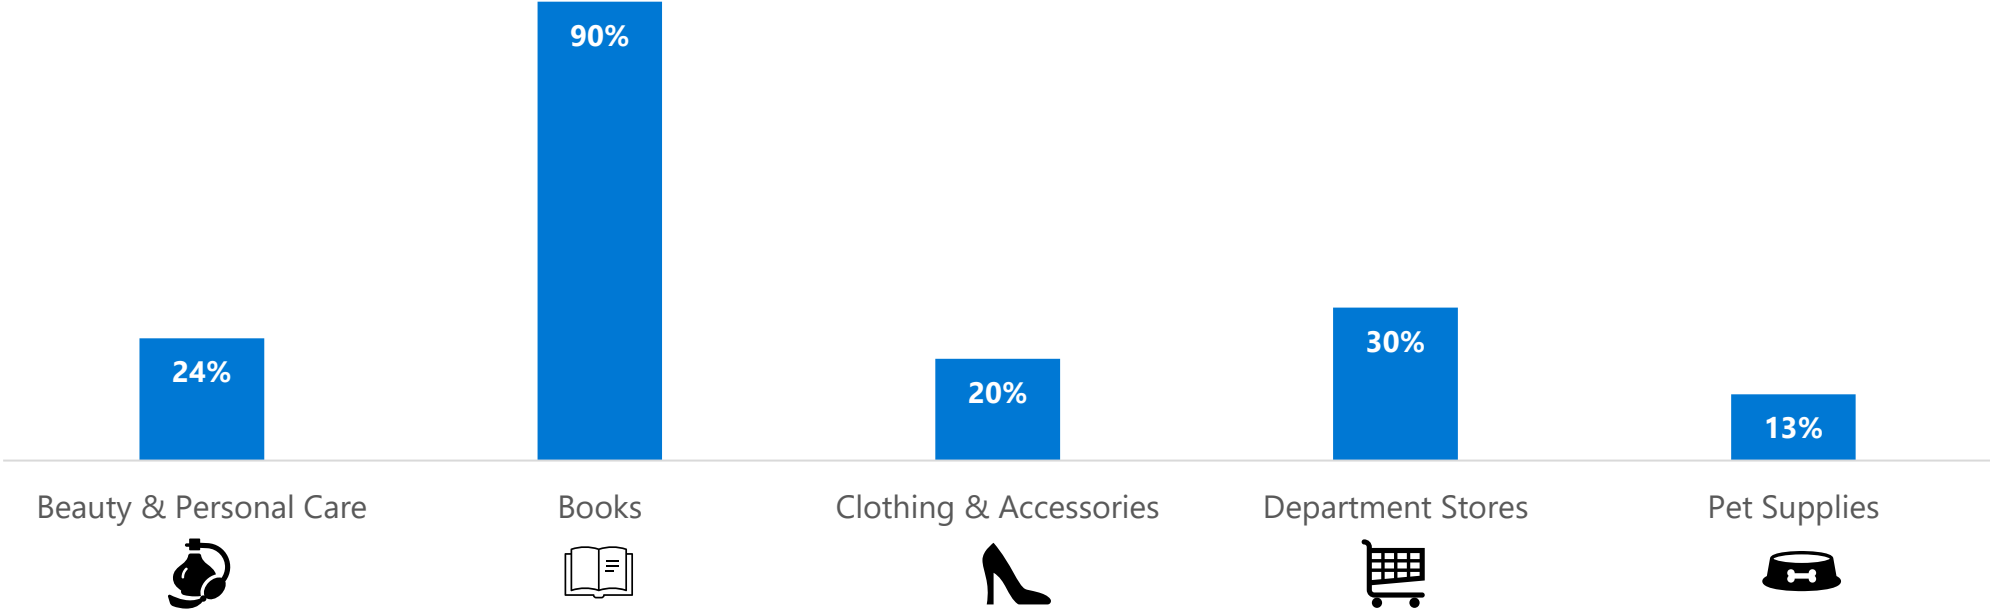 90%
30%
24%
20%
13%
Beauty & Personal Care
Books
Clothing & Accessories
Department Stores
Pet Supplies